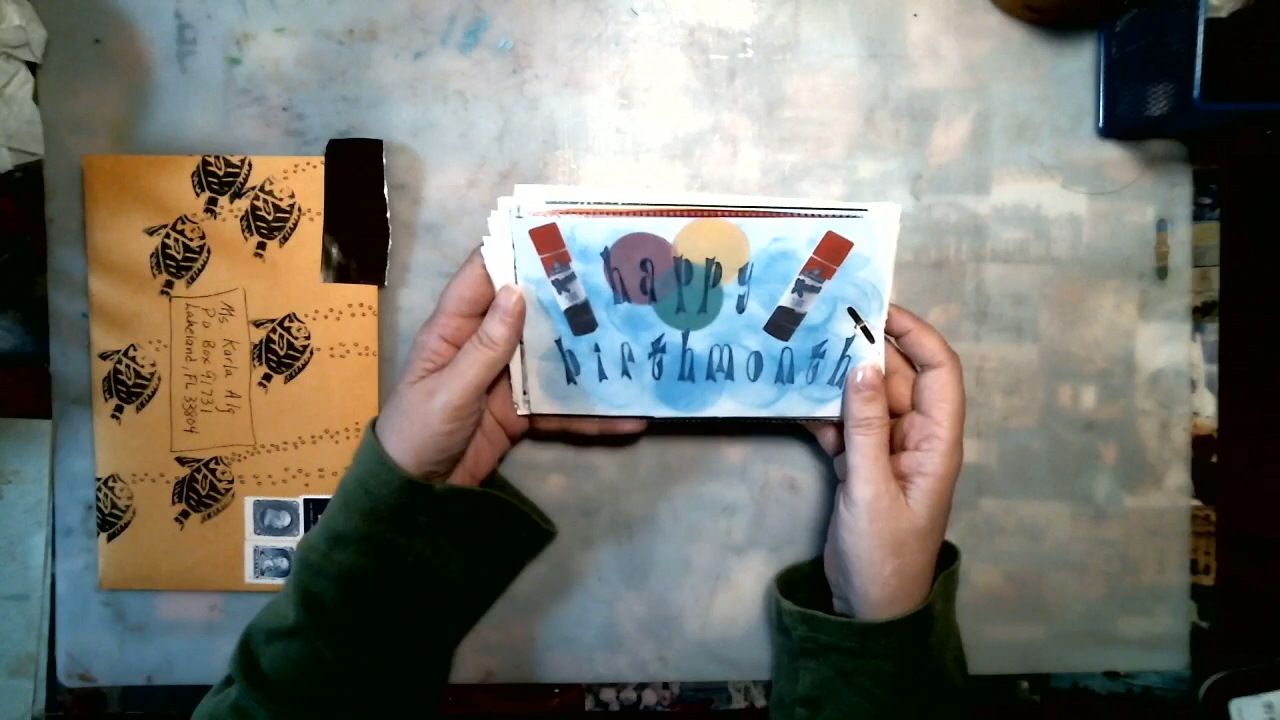 happy
birthmonth
Ms. Karla Alg
PO Box 91731
Lakeland, FL 33804